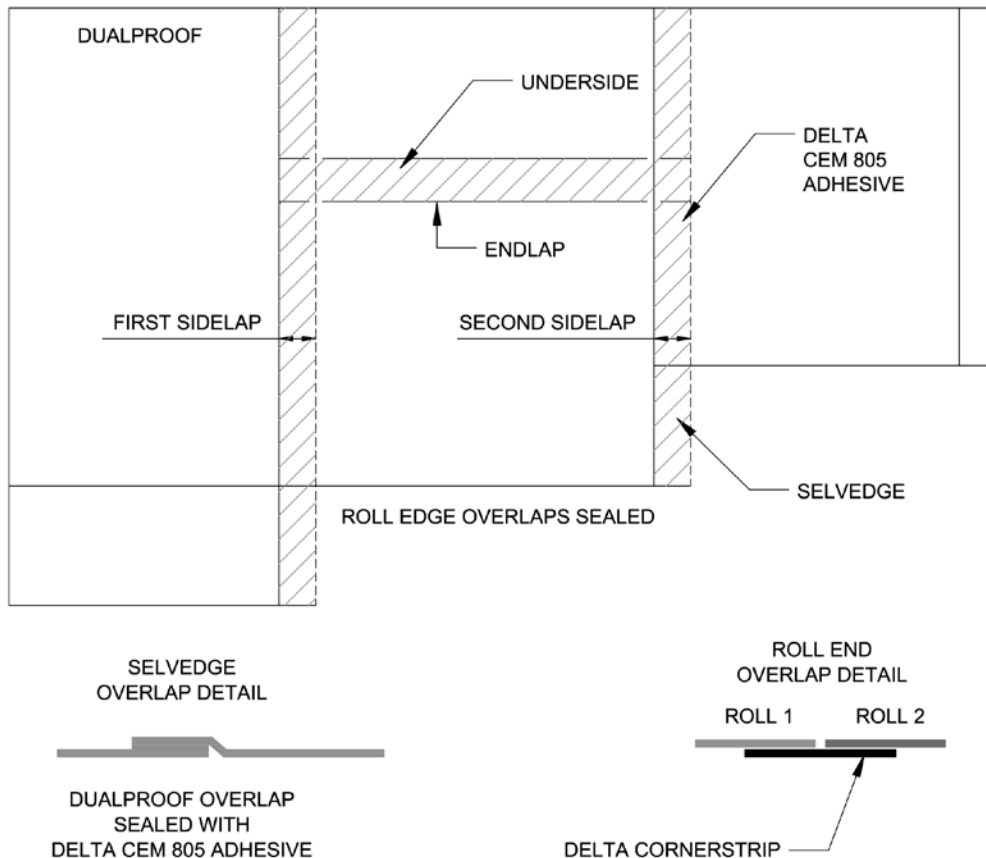 DUALPROOF
UNDERSIDE
DELTA
CEM 805
ADHESIVE
ENDLAP
FIRST SIDELAP
SECOND SIDELAP
SELVEDGE
ROLL EDGE OVERLAPS SEALED
SELVEDGE
OVERLAP DETAIL
DUALPROOF OVERLAP
SEALED WITH
DELTA CEM 805 ADHESIVE
ROLL END
OVERLAP DETAIL
ROLL 1
ROLL 2
DELTA CORNERSTRIP